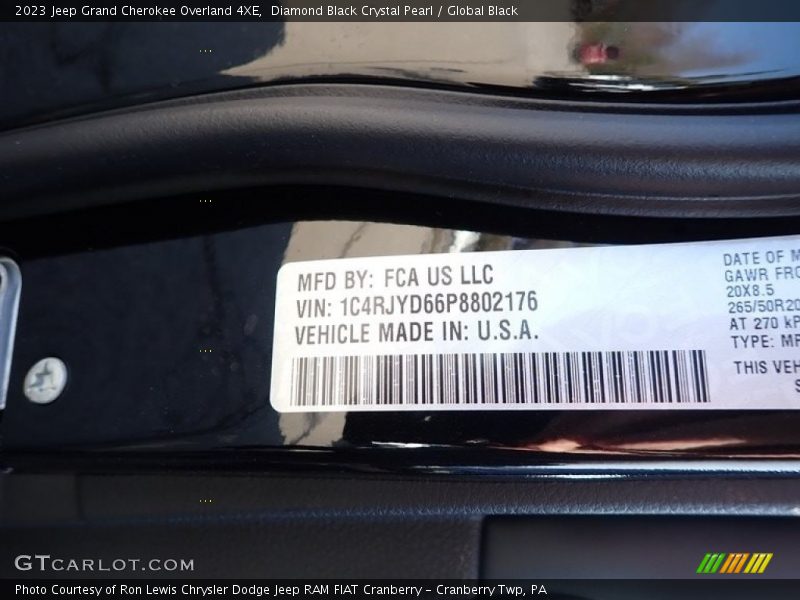 2023 Jeep Grand Cherokee Overland 4XE, Diamond Black Crystal Pearl / Global Black
MFD BY: FCA US LLC
VIN: 1C4RJYD66P8802176
VEHICLE MADE IN: U.S.A.
DATE OF M
GAWR FRO
20X8.5
265/50R20
AT 270 kP
TYPE: MP
THIS VEH
S
GTCARLOT.COM
Photo Courtesy of Ron Lewis Chrysler Dodge Jeep RAM FIAT Cranberry - Cranberry Twp, PA